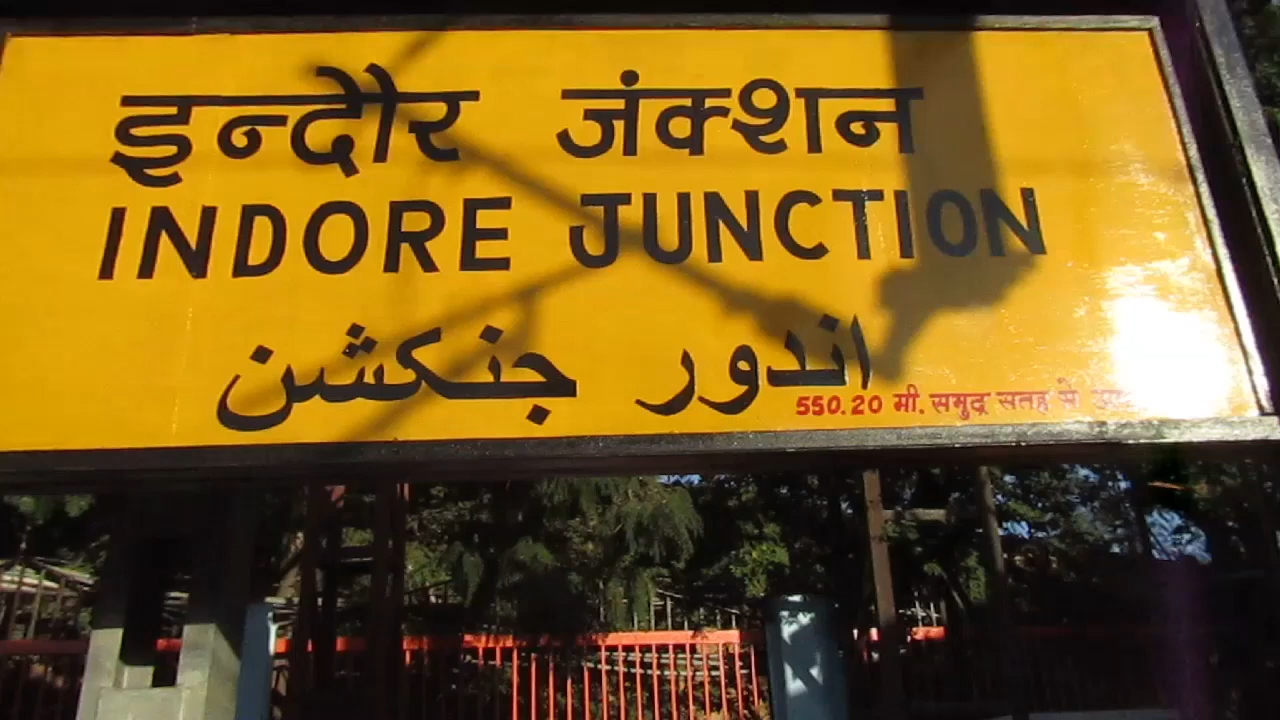 इन्दौर जंक्शन
INDORE JUNCTION
اندور جنکشن
550.20 मी. समुद्र सतह से